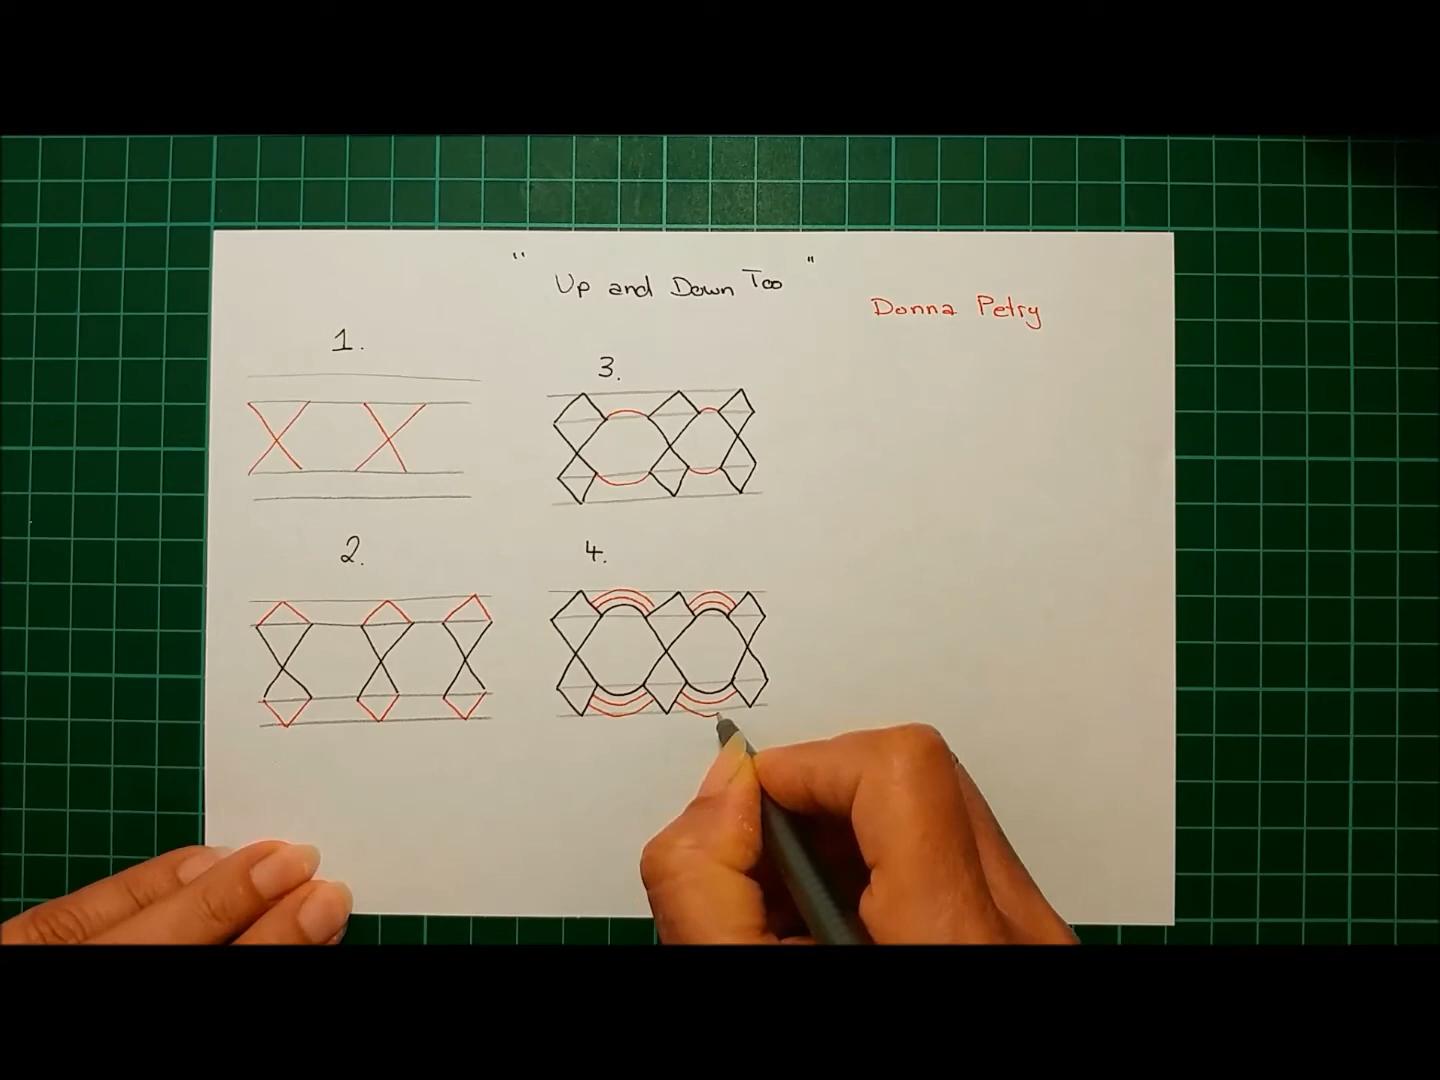 " Up and Down Too "
Donna Petry
1.
3.
2.
4.